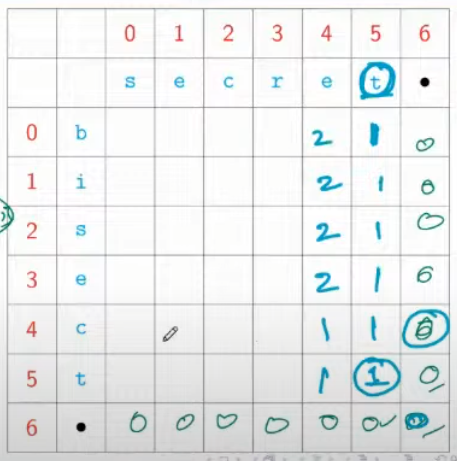 0 1 2 3 4 5 6
s e c r e t •
0 b 2 1 0
1 i 2 1 0
2 s 2 1 0
3 e 2 1 0
4 c 1 1 0
5 t 1 1 0
6 • 0 0 0 0 0 0 0